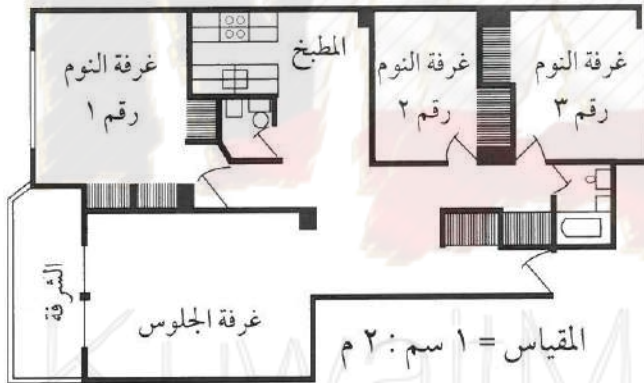 المطبخ
غرفة النوم
رقم ١
غرفة النوم
رقم ٢
غرفة النوم
رقم ٣
الشرفة
غرفة الجلوس
المقياس = ١ سم : ٢ م